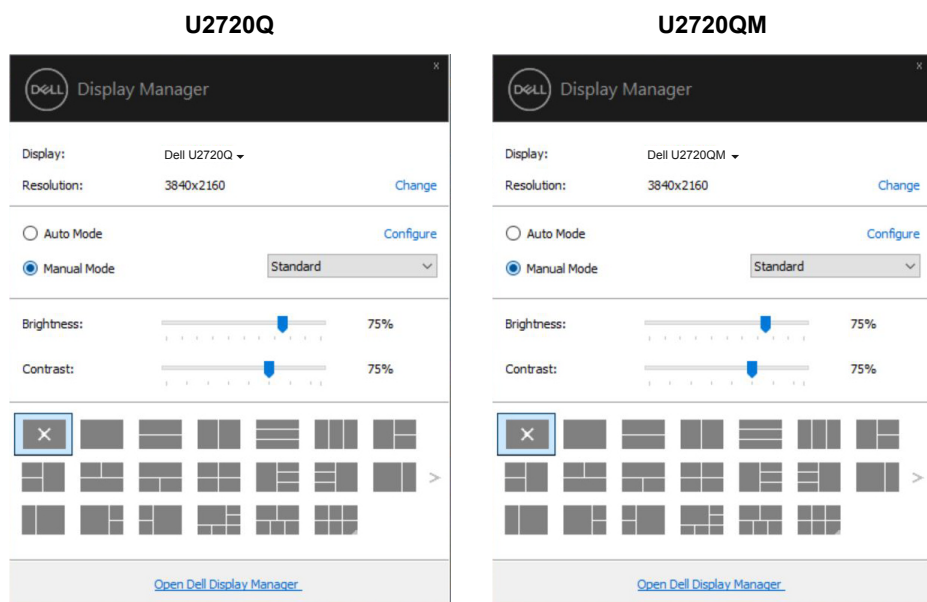 U2720Q
x
DELL Display Manager
Display: Dell U2720Q
Resolution: 3840x2160 Change
Auto Mode Configure
Manual Mode Standard
Brightness: 75%
Contrast: 75%
Open Dell Display Manager
U2720QM
x
DELL Display Manager
Display: Dell U2720QM
Resolution: 3840x2160 Change
Auto Mode Configure
Manual Mode Standard
Brightness: 75%
Contrast: 75%
Open Dell Display Manager